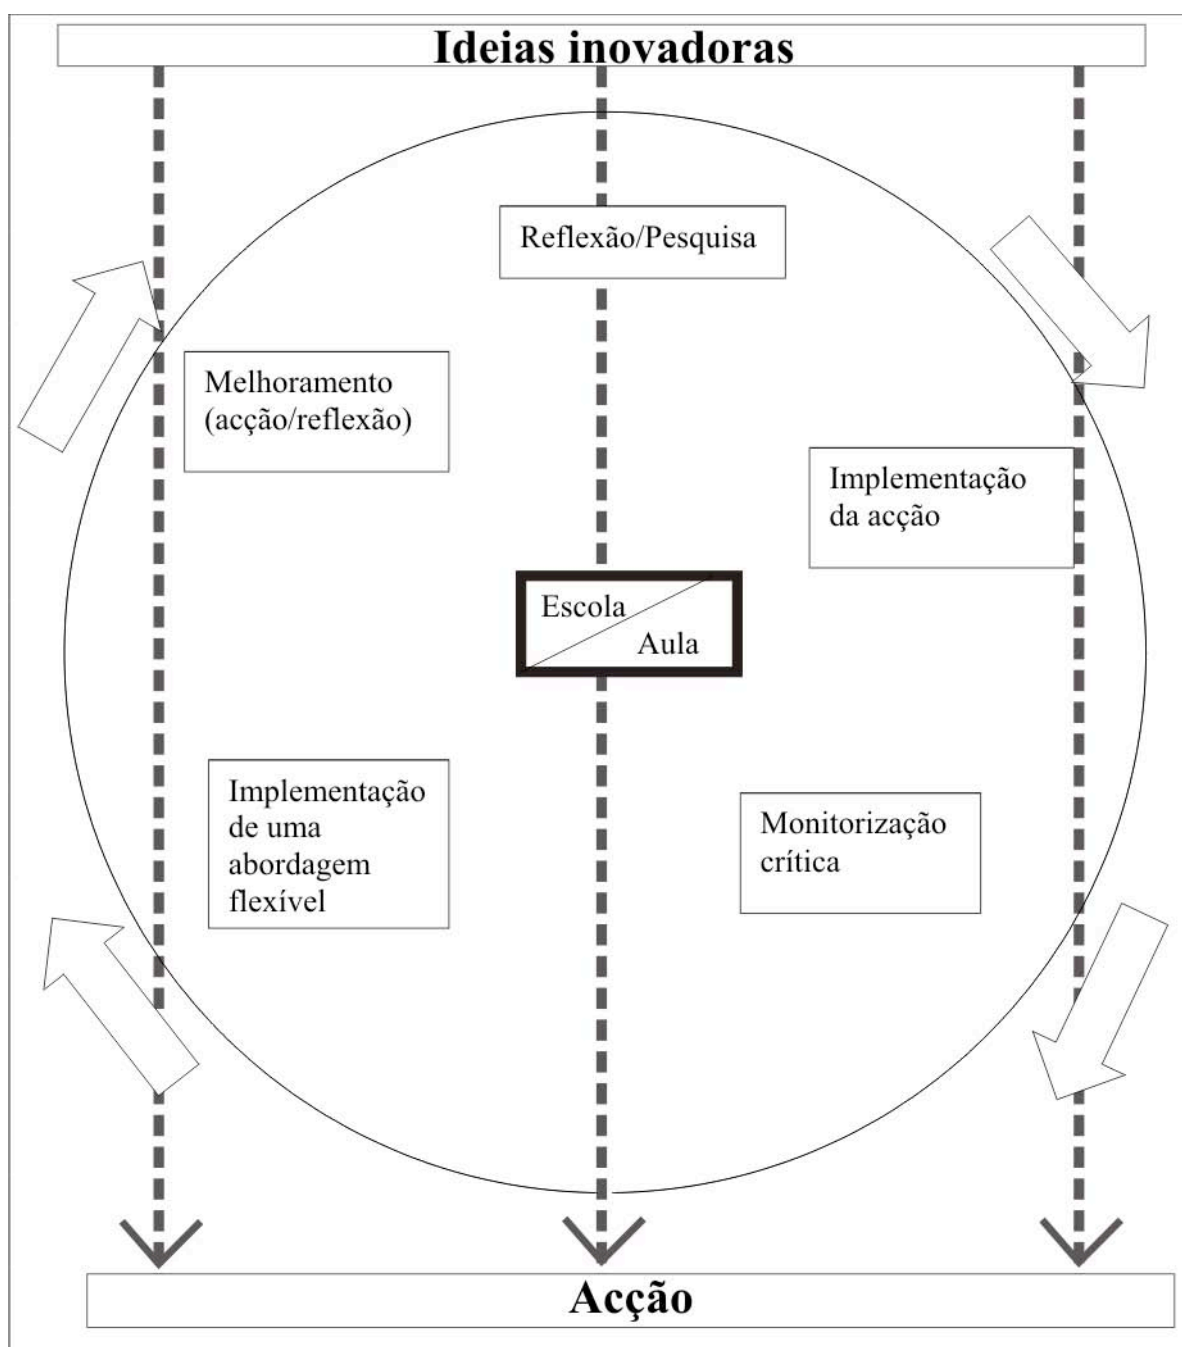 Ideias inovadoras
Reflexão/Pesquisa
Melhoramento
(acção/reflexão)
Implementação
da acção
Escola
Aula
Implementação
de uma
abordagem
flexível
Monitorização
crítica
Acção